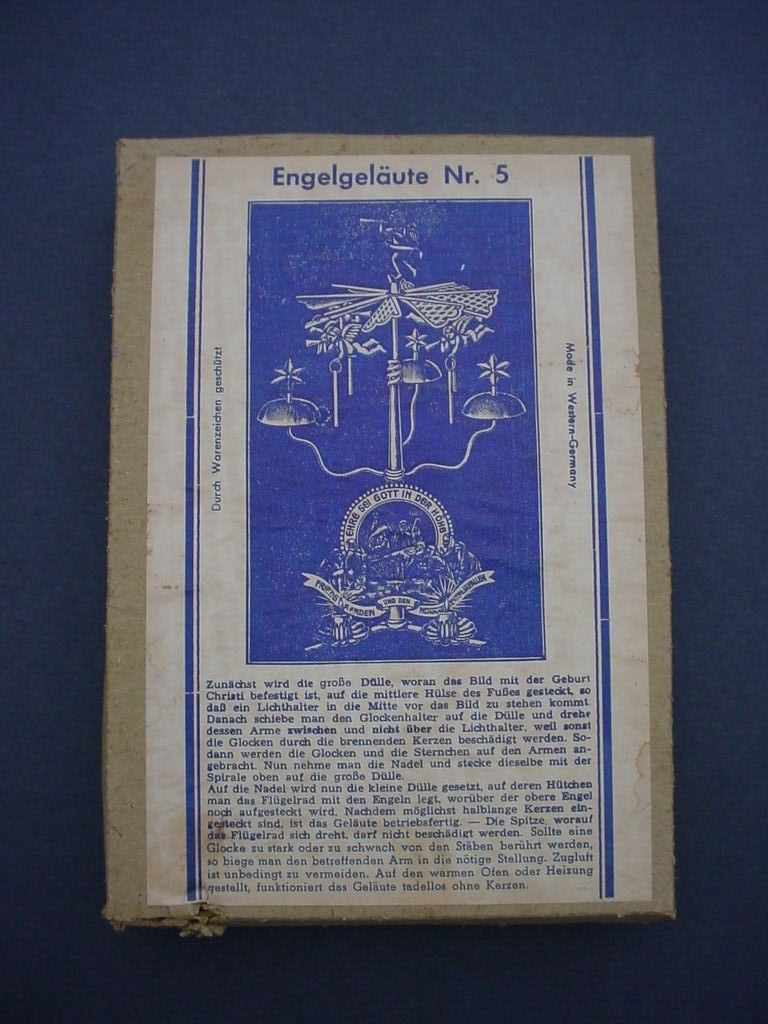 Engelgeläute Nr. 5
Durch Warenzeichen geschützt
Made in Western-Germany
EHRE SEI GOTT IN DER HÖHE
UND DEN
Zunächst wird die große Dülle, woran das Bild mit der Geburt
Christi befestigt ist, auf die mittlere Hülse des Fußes gesteckt, so
daß ein Lichthalter in die Mitte vor das Bild zu stehen kommt.
Danach schiebe man den Glockenhalter auf die Dülle und drehe
dessen Arme zwischen und nicht über die Lichthalter, weil sonst
die Glocken durch die brennenden Kerzen beschädigt werden. So-
dann werden die Glocken und die Sternchen auf den Armen an-
gebracht. Nun nehme man die Nadel und stecke dieselbe mit der
Spirale oben auf die große Dülle.
Auf die Nadel wird nun die kleine Dülle gesetzt, auf deren Hütchen
man das Flügelrad mit den Engeln legt, worüber der obere Engel
noch aufgesteckt wird. Nachdem möglichst halblange Kerzen ein-
gesteckt sind, ist das Geläute betriebsfertig. — Die Spitze, worauf
das Flügelrad sich dreht, darf nicht beschädigt werden. Sollte eine
Glocke zu stark oder zu schwach von den Stäben berührt werden,
so biege man den betreffenden Arm in die nötige Stellung. Zugluft
ist unbedingt zu vermeiden. Auf den warmen Ofen oder Heizung
gestellt, funktioniert das Geläute tadellos ohne Kerzen.